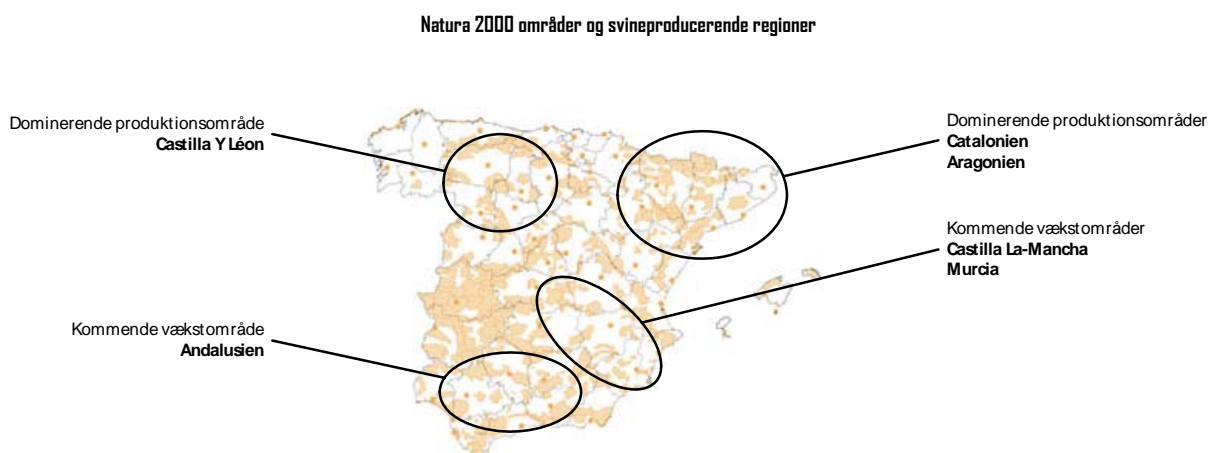 Natura 2000 områder og svineproducerende regioner
Dominerende produktionsområde
Castilla Y Léon
Dominerende produktionsområder
Catalonien
Aragonien
Kommende vækstområder
Castilla La-Mancha
Murcia
Kommende vækstområde
Andalusien